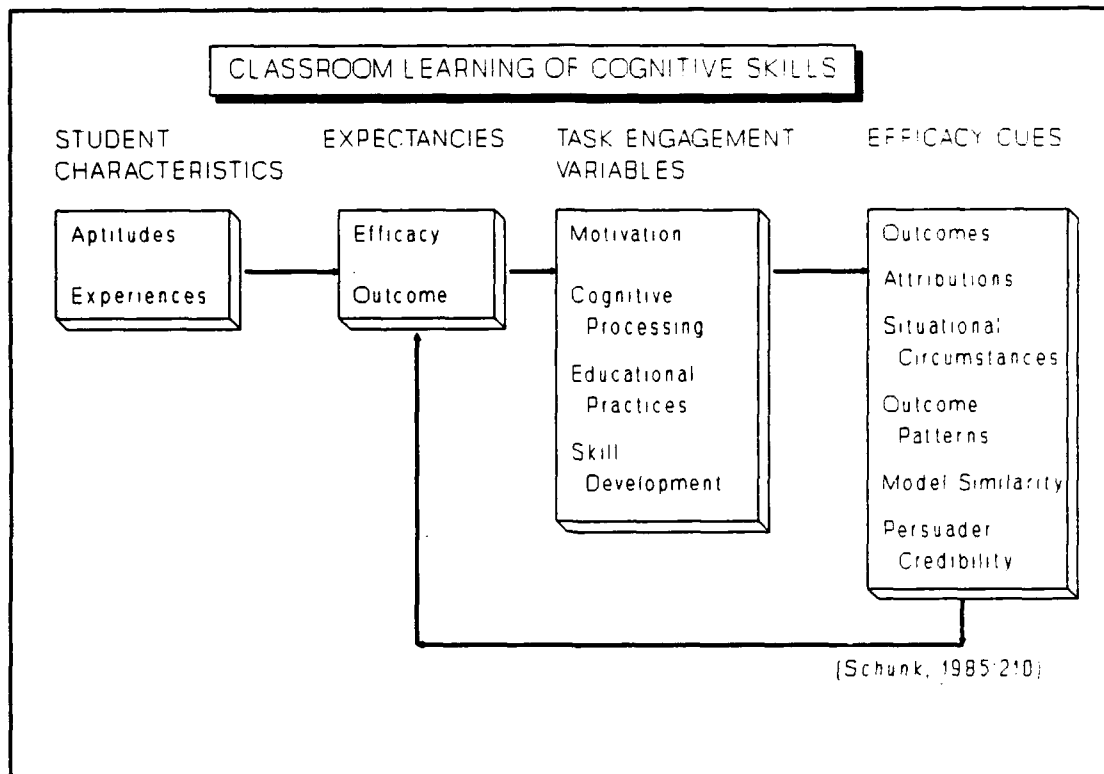 CLASSROOM LEARNING OF COGNITIVE SKILLS
STUDENT
CHARACTERISTICS
EXPECTANCIES
TASK ENGAGEMENT
VARIABLES
EFFICACY CUES
Aptitudes
Experiences
Efficacy
Outcome
Motivation
Cognitive
Processing
Educational
Practices
Skill
Development
Outcomes
Attributions
Situational
Circumstances
Outcome
Patterns
Model Similarity
Persuader
Credibility
(Schunk, 1985:210)